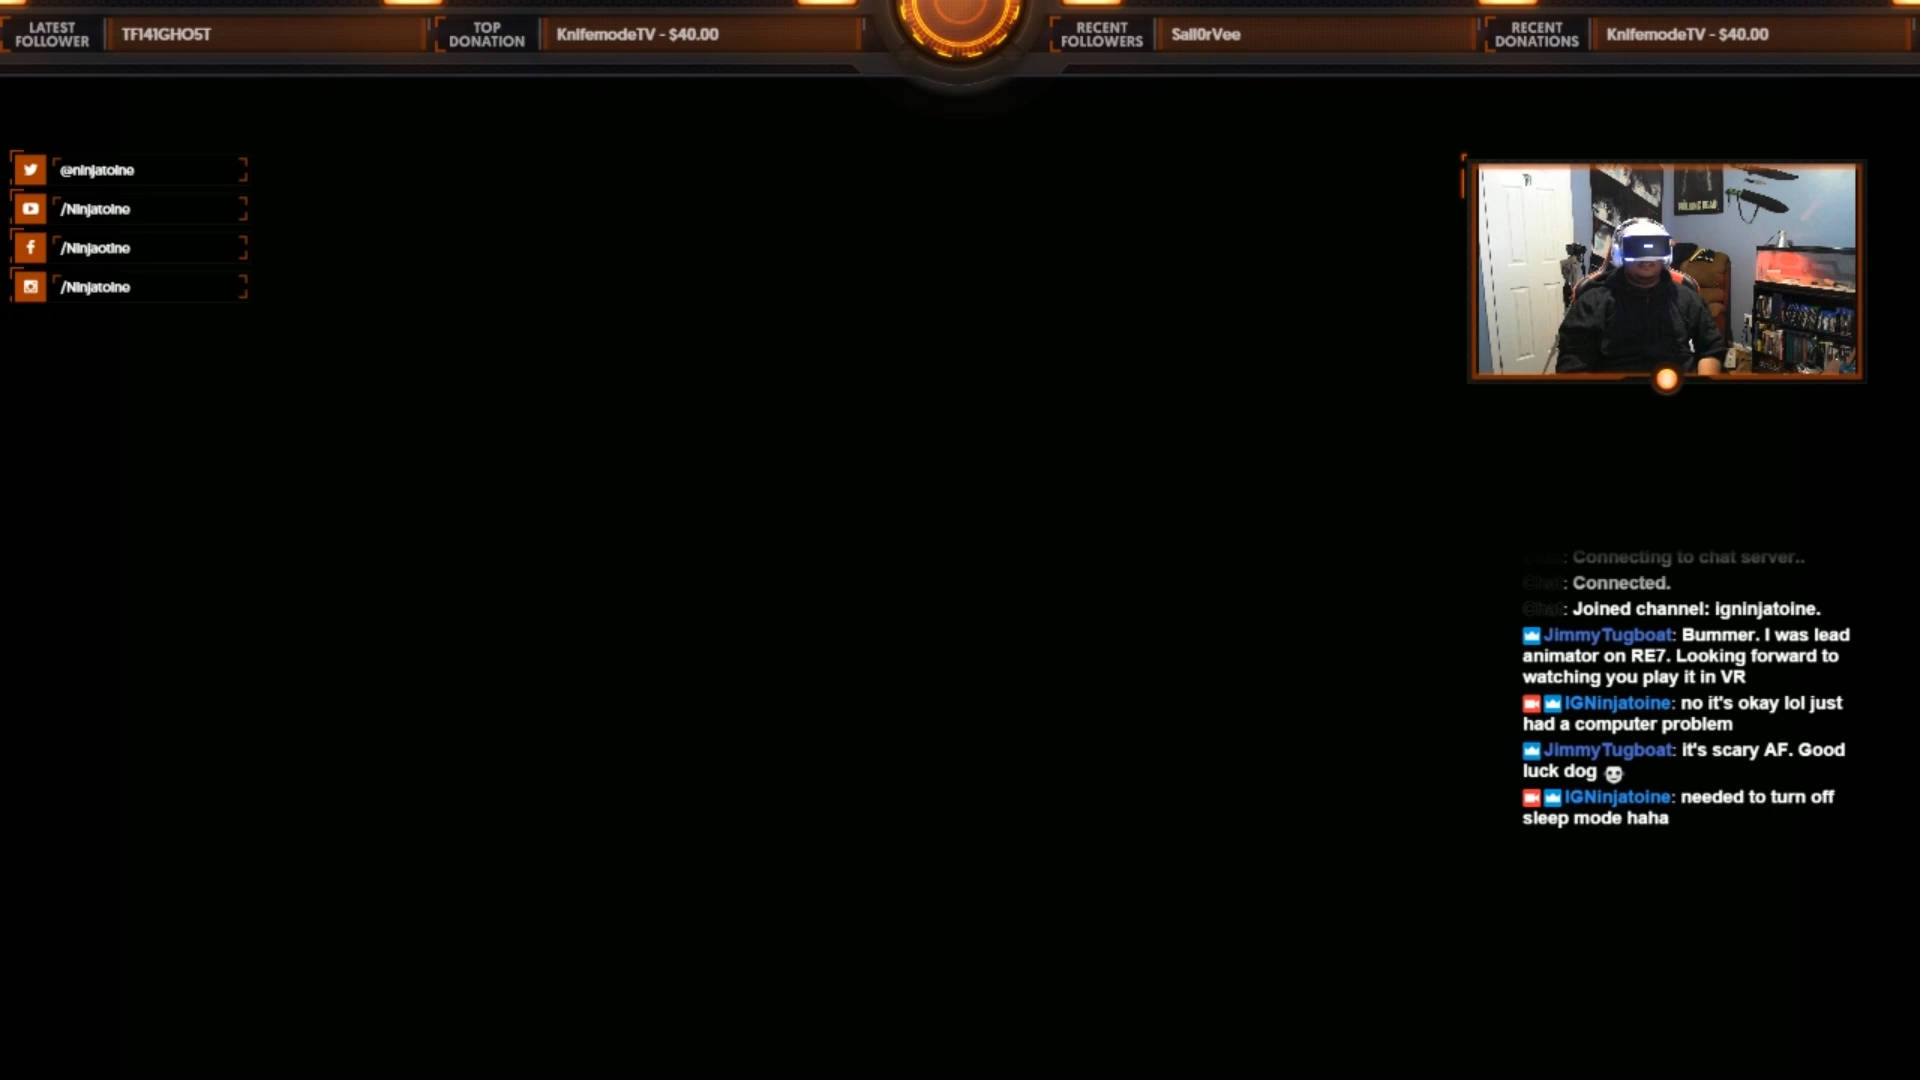 LATEST
FOLLOWER
TF141GHO5T
TOP
DONATION
KnifemodeTV - $40.00
RECENT
FOLLOWERS
Sail0rVee
RECENT
DONATIONS
KnifemodeTV - $40.00
@ninjatoine
/Ninjatoine
/Ninjaotine
/Ninjatoine
: Connecting to chat server..
Chat: Connected.
Chat: Joined channel: igninjatoine.
JimmyTugboat: Bummer. I was lead
animator on RE7. Looking forward to
watching you play it in VR
IGNinjatoine: no it's okay lol just
had a computer problem
JimmyTugboat: it's scary AF. Good
luck dog
IGNinjatoine: needed to turn off
sleep mode haha